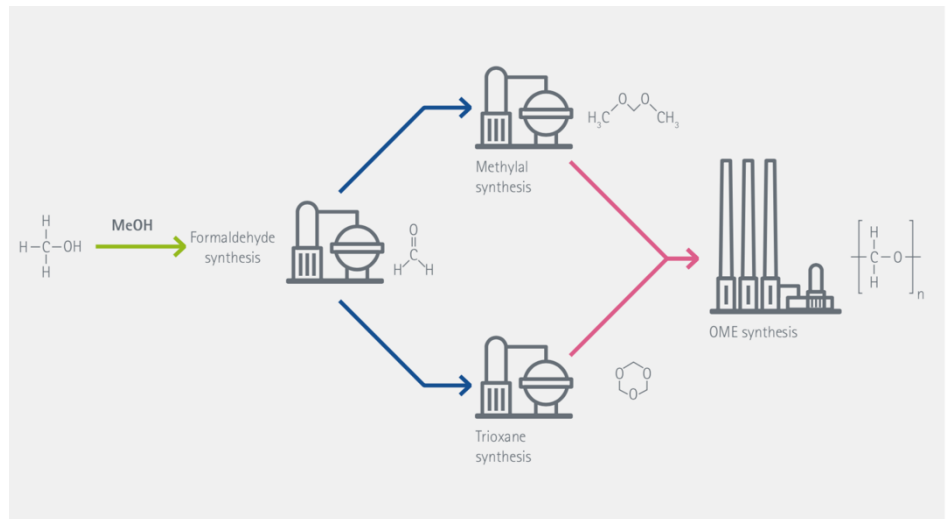 H
H–C–OH
H
MeOH
Formaldehyde
synthesis
O
C
H H
Methylal
synthesis
O O
H3C CH3
Trioxane
synthesis
O O
O
OME synthesis
H
C–O
H
n